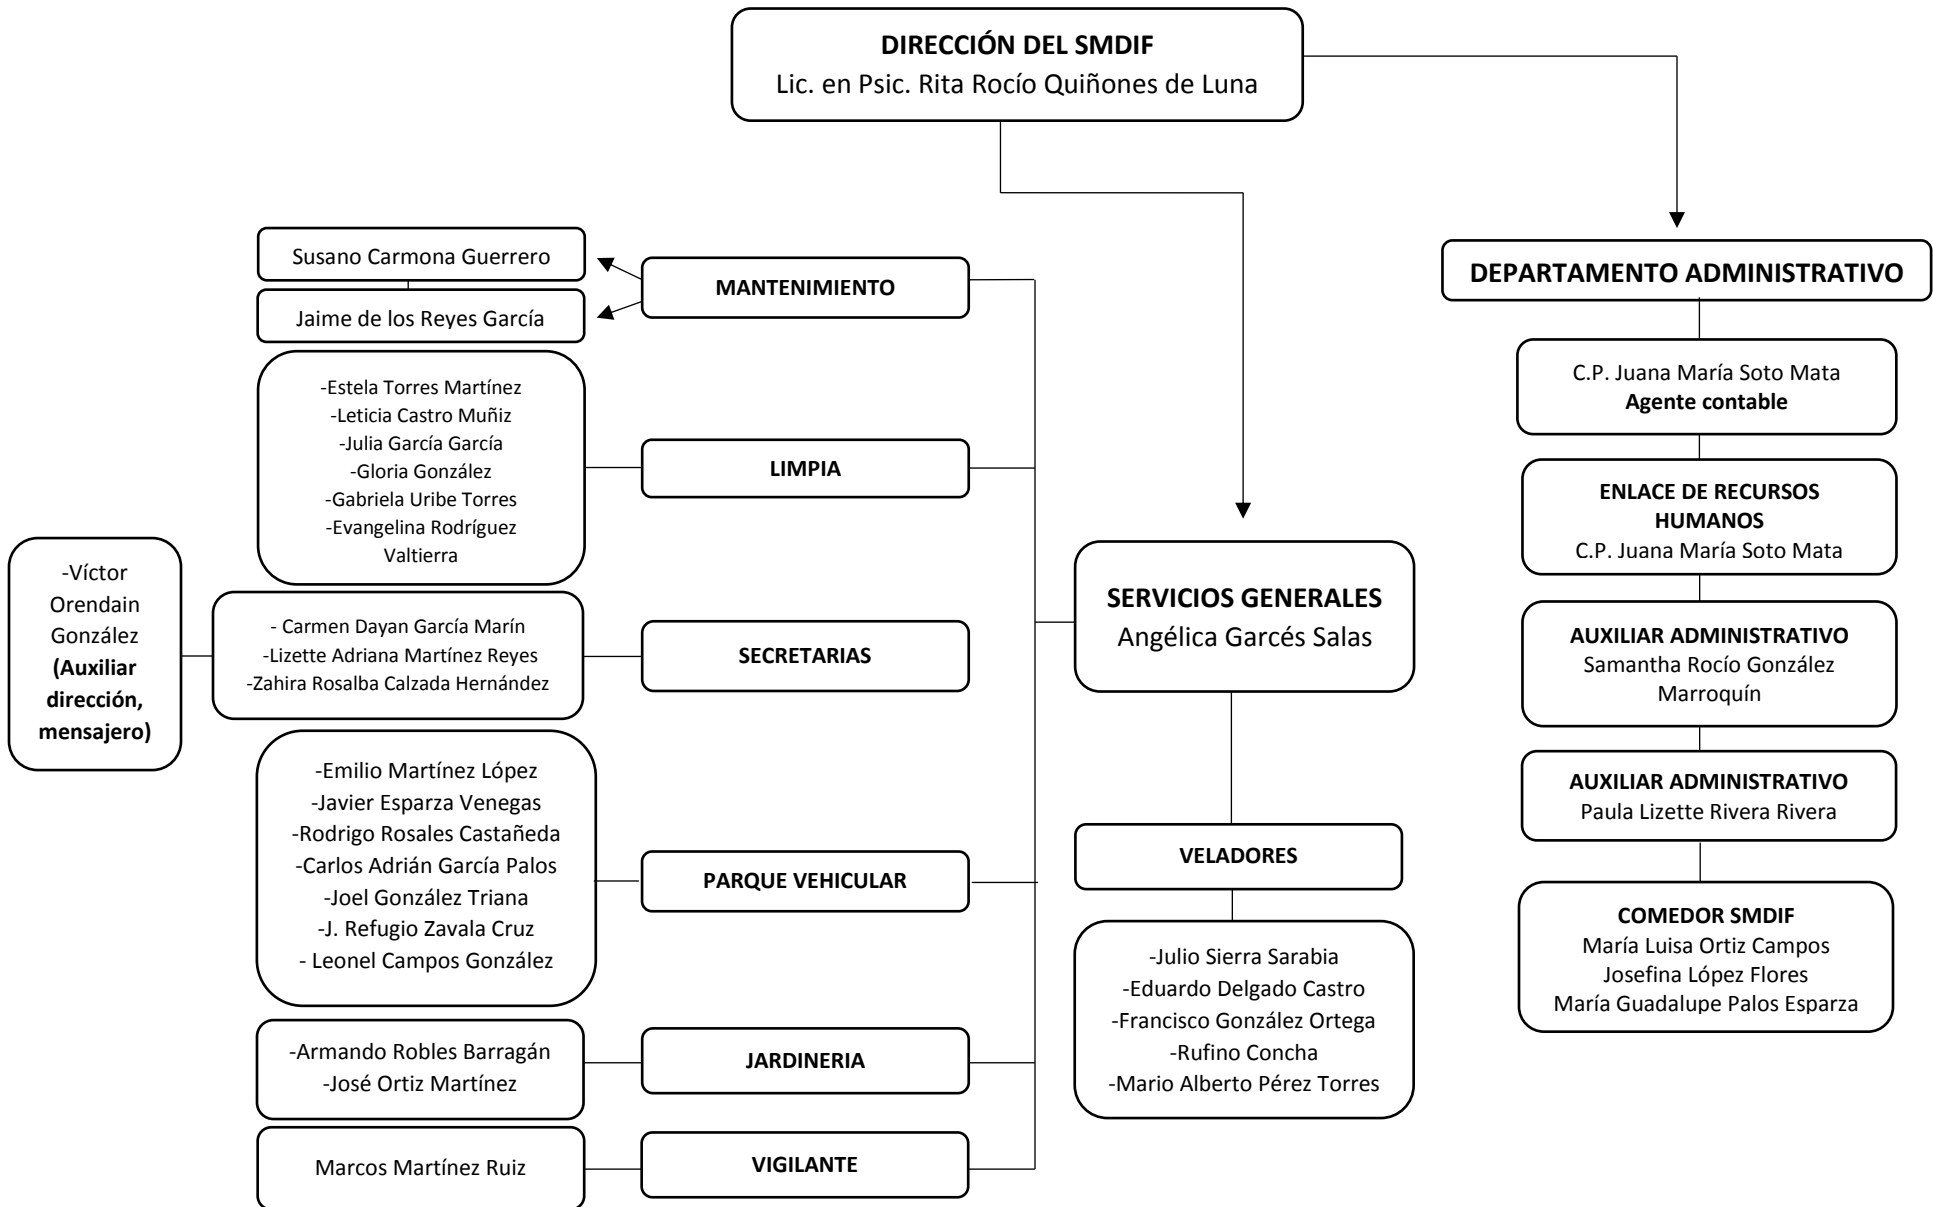 DIRECCIÓN DEL SMDIF
Lic. en Psic. Rita Rocío Quiñones de Luna
Susano Carmona Guerrero
Jaime de los Reyes García
MANTENIMIENTO
-Estela Torres Martínez
-Leticia Castro Muñiz
-Julia García García
-Gloria González
-Gabriela Uribe Torres
-Evangelina Rodríguez
Valtierra
LIMPIA
-Víctor
Orendain
González
(Auxiliar
dirección,
mensajero)
- Carmen Dayan García Marín
-Lizette Adriana Martínez Reyes
-Zahira Rosalba Calzada Hernández
SECRETARIAS
-Emilio Martínez López
-Javier Esparza Venegas
-Rodrigo Rosales Castañeda
-Carlos Adrián García Palos
-Joel González Triana
-J. Refugio Zavala Cruz
- Leonel Campos González
PARQUE VEHICULAR
-Armando Robles Barragán
-José Ortiz Martínez
JARDINERIA
Marcos Martínez Ruiz
VIGILANTE
SERVICIOS GENERALES
Angélica Garcés Salas
VELADORES
-Julio Sierra Sarabia
-Eduardo Delgado Castro
-Francisco González Ortega
-Rufino Concha
-Mario Alberto Pérez Torres
DEPARTAMENTO ADMINISTRATIVO
C.P. Juana María Soto Mata
Agente contable
ENLACE DE RECURSOS
HUMANOS
C.P. Juana María Soto Mata
AUXILIAR ADMINISTRATIVO
Samantha Rocío González
Marroquín
AUXILIAR ADMINISTRATIVO
Paula Lizette Rivera Rivera
COMEDOR SMDIF
María Luisa Ortiz Campos
Josefina López Flores
María Guadalupe Palos Esparza